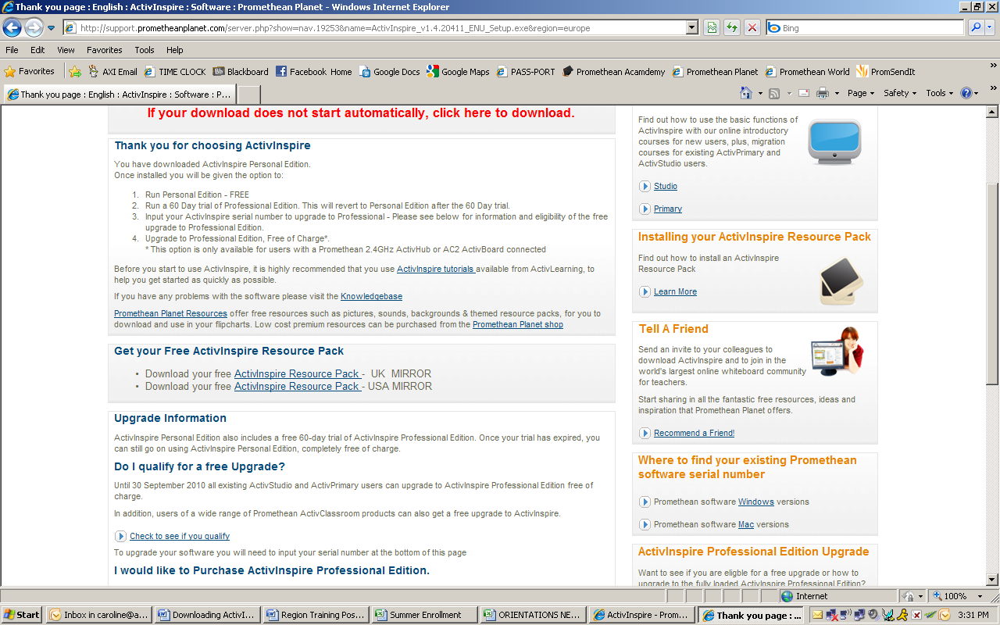 Thank you page : English : ActivInspire : Software : Promethean Planet - Windows Internet Explorer
http://support.prometheanplanet.com/server.php?show=nav.19253&name=ActivInspire_v1.4.20411_ENU_Setup.exe&region=europe
Bing
File Edit View Favorites Tools Help
Favorites AXI Email TIME CLOCK Bb Blackboard Facebook Home Google Docs Google Maps PASS-PORT Promethean Acamdemy Promethean Planet Promethean World PromSendIt
Thank you page : English : ActivInspire : Software : P...
Page Safety Tools
If your download does not start automatically, click here to download.
Thank you for choosing ActivInspire
You have downloaded ActivInspire Personal Edition.
Once installed you will be given the option to:
1. Run Personal Edition - FREE
2. Run a 60 Day trial of Professional Edition. This will revert to Personal Edition after the 60 Day trial.
3. Input your ActivInspire serial number to upgrade to Professional - Please see below for information and eligibility of the free
upgrade to Professional Edition.
4. Upgrade to Professional Edition, Free of Charge*.
* This option is only available for users with a Promethean 2.4GHz ActivHub or AC2 ActivBoard connected
Before you start to use ActivInspire, it is highly recommended that you use ActivInspire tutorials available from ActivLearning, to
help you get started as quickly as possible.
If you have any problems with the software please visit the Knowledgebase
Promethean Planet Resources offer free resources such as pictures, sounds, backgrounds & themed resource packs, for you to
download and use in your flipcharts. Low cost premium resources can be purchased from the Promethean Planet shop
Get your Free ActivInspire Resource Pack
• Download your free ActivInspire Resource Pack - UK MIRROR
• Download your free ActivInspire Resource Pack - USA MIRROR
Upgrade Information
ActivInspire Personal Edition also includes a free 60-day trial of ActivInspire Professional Edition. Once your trial has expired, you
can still go on using ActivInspire Personal Edition, completely free of charge.
Do I qualify for a free Upgrade?
Until 30 September 2010 all existing ActivStudio and ActivPrimary users can upgrade to ActivInspire Professional Edition free of
charge.
In addition, users of a wide range of Promethean ActivClassroom products can also get a free upgrade to ActivInspire.
Check to see if you qualify
To upgrade your software you will need to input your serial number at the bottom of this page
I would like to Purchase ActivInspire Professional Edition.
Find out how to use the basic functions of
ActivInspire with our online introductory
courses for new users, plus, migration
courses for existing ActivPrimary and
ActivStudio users.
Studio
Primary
Installing your ActivInspire Resource Pack
Find out how to install an ActivInspire
Resource Pack
Learn More
Tell A Friend
Send an invite to your colleagues to
download ActivInspire and to join in the
world's largest online whiteboard community
for teachers.
Start sharing in all the fantastic free resources, ideas and
inspiration that Promethean Planet offers.
Recommend a Friend!
Where to find your existing Promethean
software serial number
Promethean software Windows versions
Promethean software Mac versions
ActivInspire Professional Edition Upgrade
Want to see if you are eligble for a free upgrade or how to
upgrade to the fully loaded ActivInspire Professional Edition?
Internet 100%
Start Inbox in caroline@a... Downloading ActivI... Region Training Pos... Summer Enrollment ORIENTATIONS NE... ActivInspire - Prom... Thank you page : ... 3:31 PM